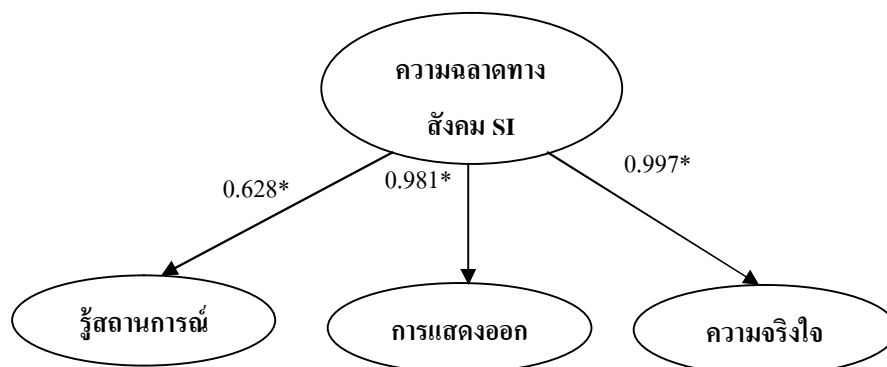 ความฉลาดทาง
สังคม SI
0.628*
0.981*
0.997*
รู้สถานการณ์
การแสดงออก
ความจริงใจ